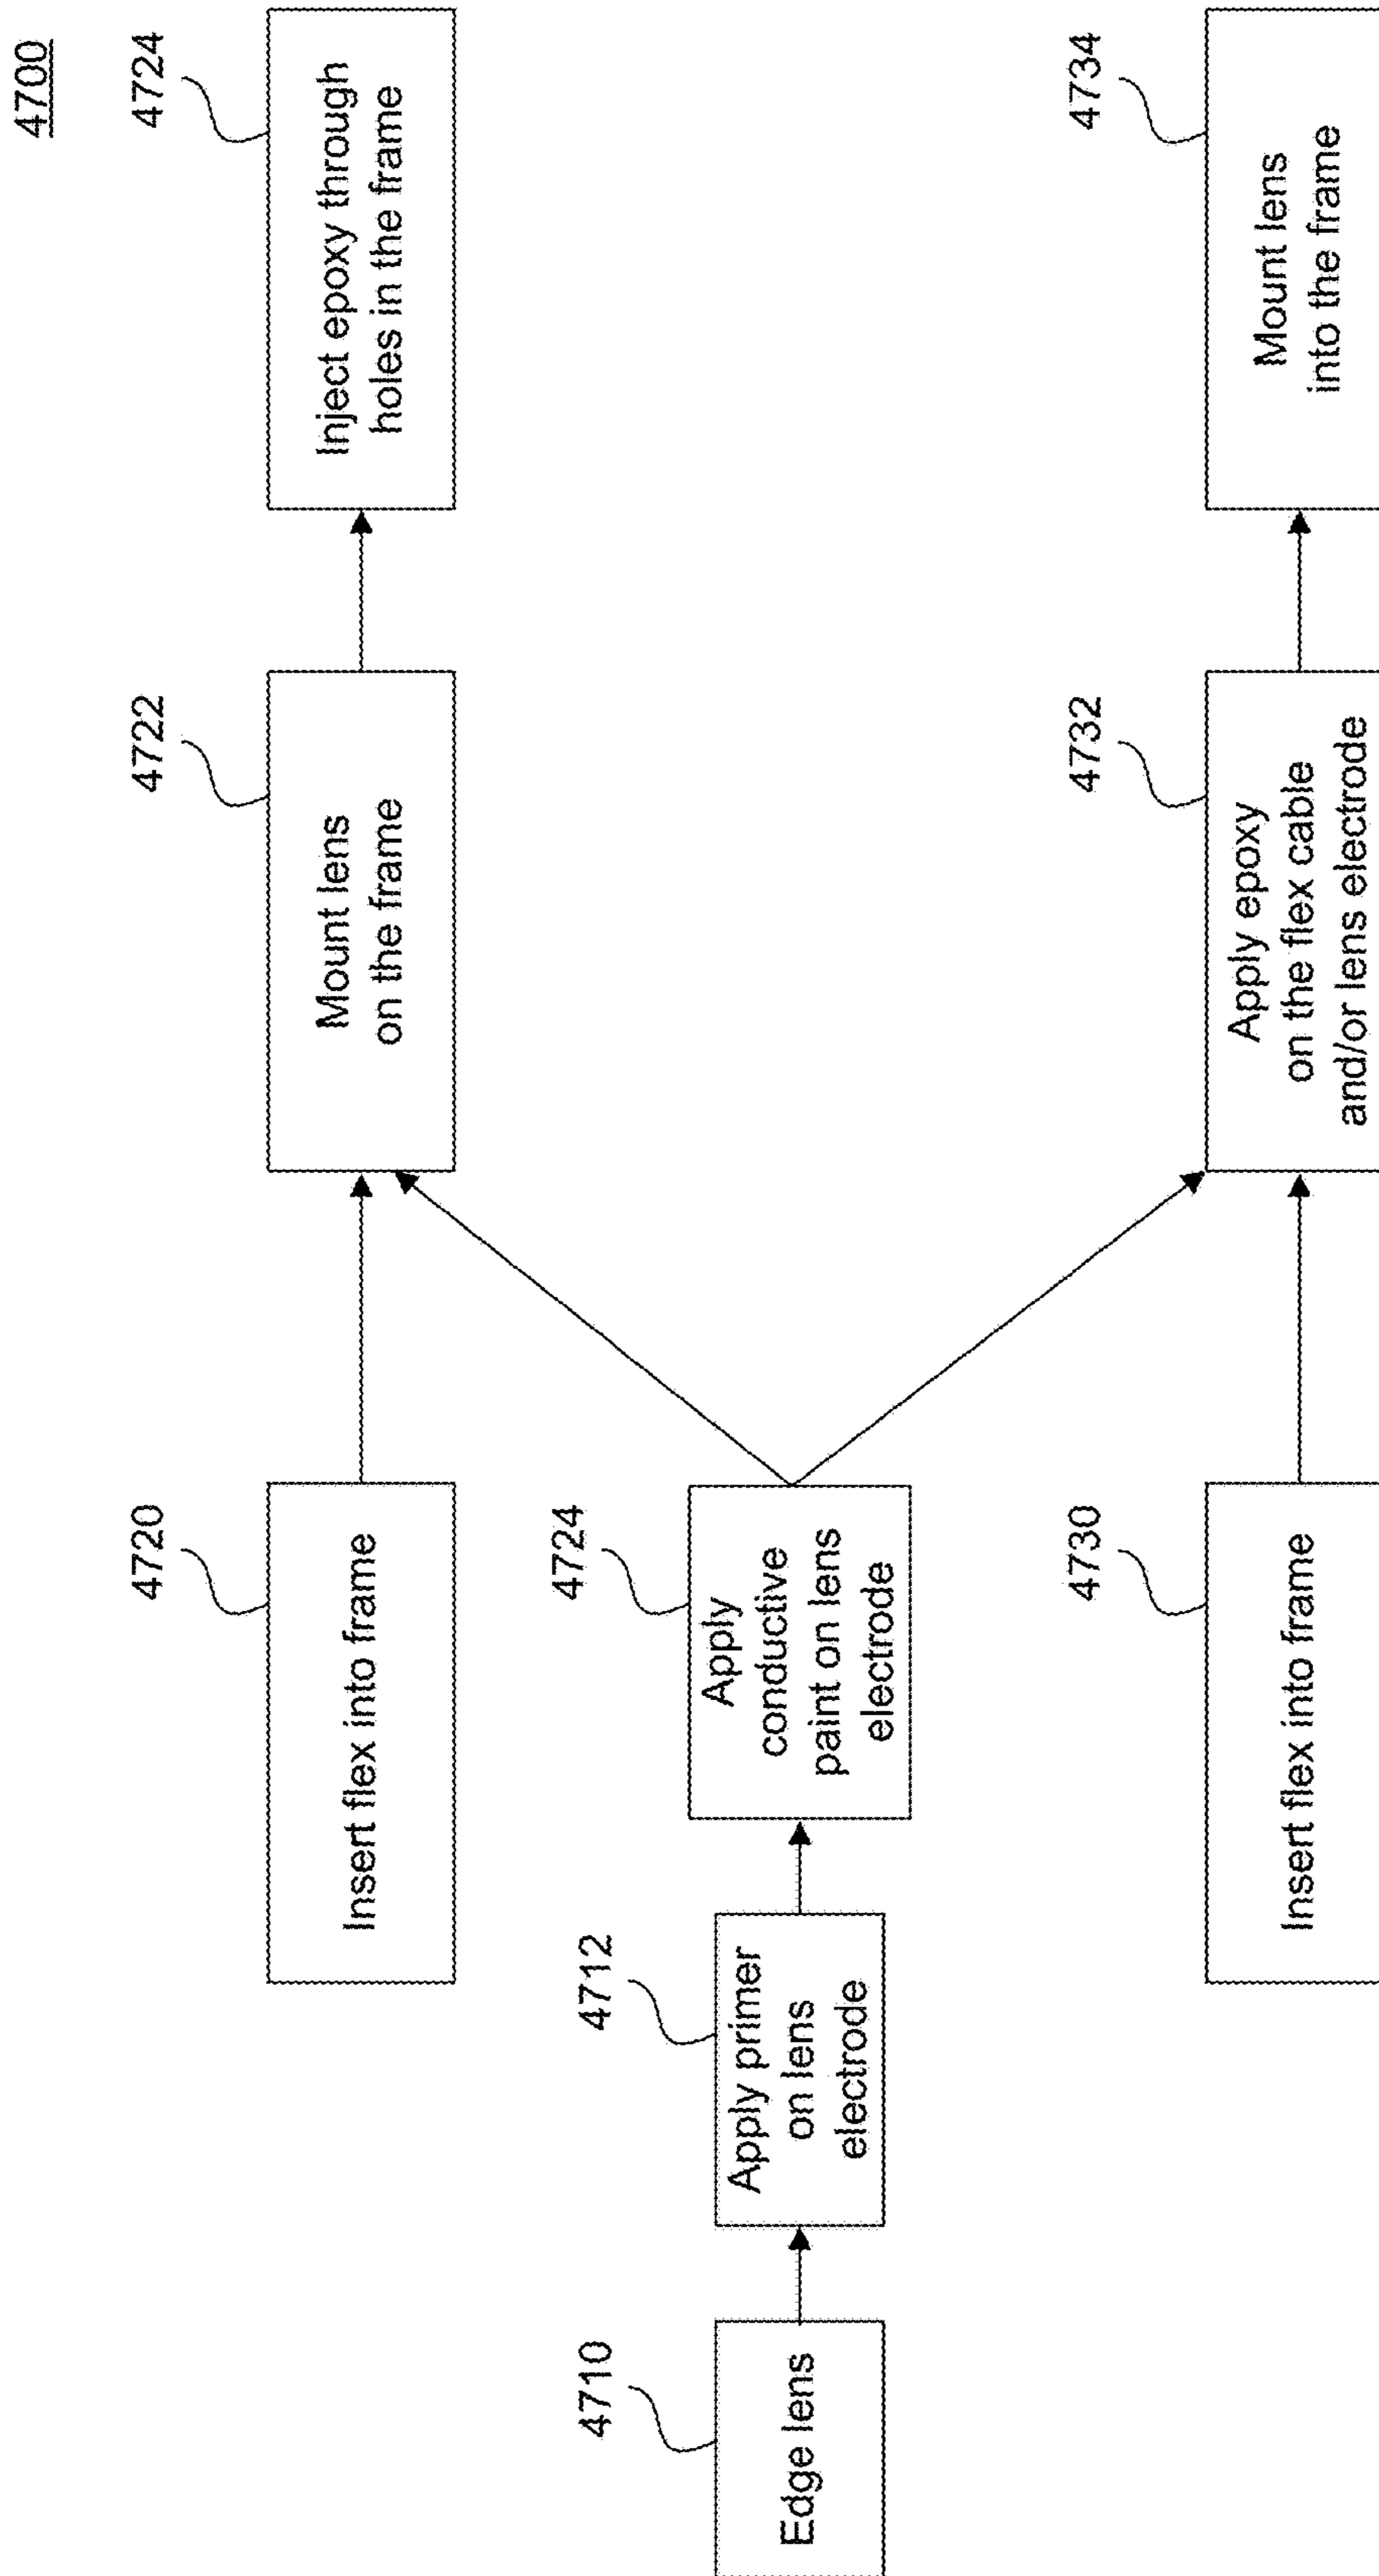 4700
4720
Insert flex into frame
4722
Mount lens
on the frame
4724
Inject epoxy through
holes in the frame
4710
Edge lens
4712
Apply primer
on lens
electrode
4724
Apply
conductive
paint on lens
electrode
4730
Insert flex into frame
4732
Apply epoxy
on the flex cable
and/or lens electrode
4734
Mount lens
into the frame